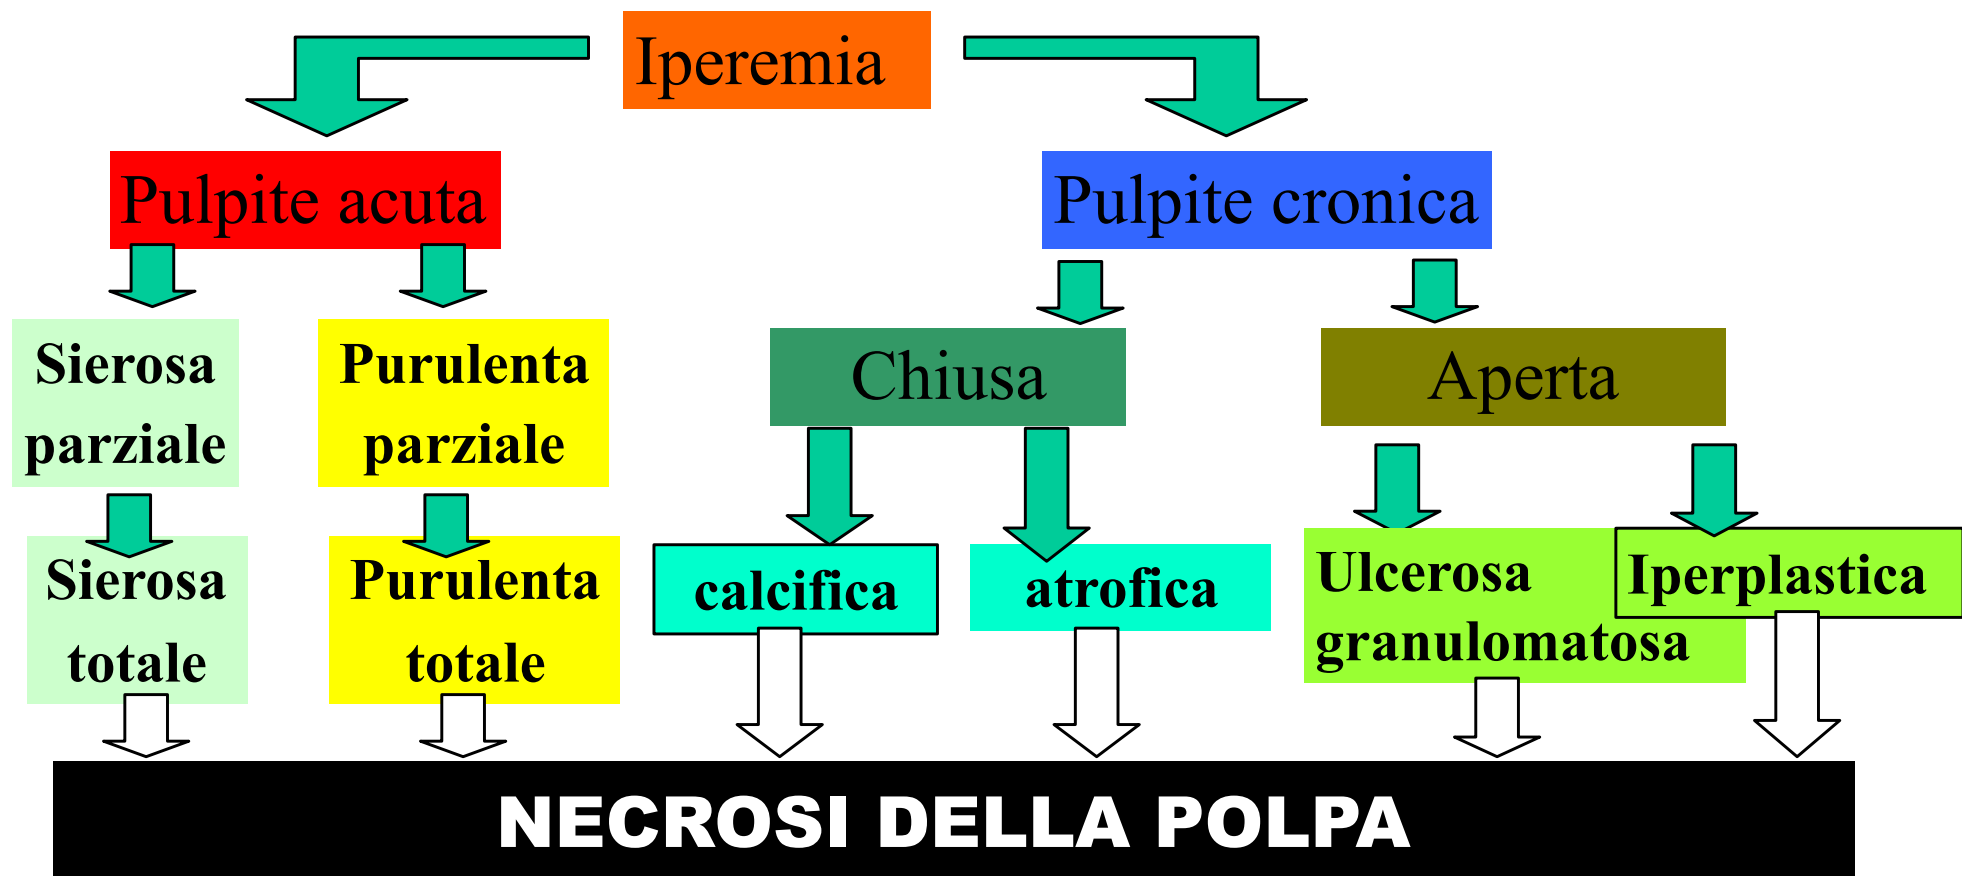 Iperemia
Pulpite acuta
Pulpite cronica
Sierosa
parziale
Purulenta
parziale
Chiusa
Aperta
Sierosa
totale
Purulenta
totale
calcifica
atrofica
Ulcerosa
granulomatosa
Iperplastica
NECROSI DELLA POLPA